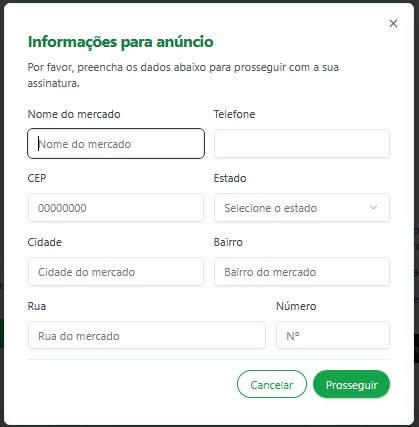 Informações para anúncio
Por favor, preencha os dados abaixo para prosseguir com a sua
assinatura.
Nome do mercado
Telefone
Nome do mercado
CEP
Estado
00000000
Selecione o estado
Cidade
Bairro
Cidade do mercado
Bairro do mercado
Rua
Número
Rua do mercado
Nº
Cancelar
Prosseguir